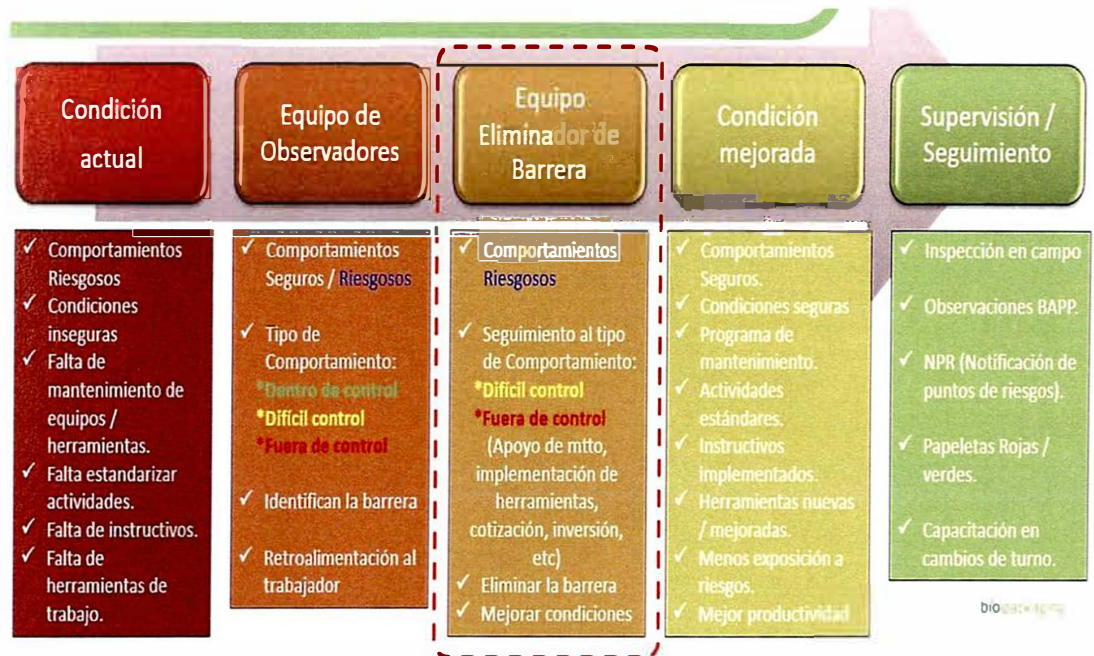 Condición
actual
Equipo de
Observadores
Equipo
Eliminador de
Barrera
Condición
mejorada
Supervisión /
Seguimiento
✓ Comportamientos
Riesgosos
✓ Condiciones
inseguras
✓ Falta de
mantenimiento de
equipos /
herramientas.
✓ Falta estandarizar
actividades.
✓ Falta de instructivos.
✓ Falta de
herramientas de
trabajo.
✓ Comportamientos
Seguros / Riesgosos
✓ Tipo de
Comportamiento:
*Dentro de control
*Difícil control
*Fuera de control
✓ Identifican la barrera
✓ Retroalimentación al
trabajador
✓ Comportamientos
Riesgosos
✓ Seguimiento al tipo
de Comportamiento:
*Difícil control
*Fuera de control
(Apoyo de mtto,
implementación de
herramientas,
cotización, inversión,
etc)
✓ Eliminar la barrera
✓ Mejorar condiciones
✓ Comportamientos
Seguros.
✓ Condiciones seguras
✓ Programa de
mantenimiento.
✓ Actividades
estándares.
✓ Instructivos
implementados.
✓ Herramientas nuevas
/ mejoradas.
✓ Menos exposición a
riesgos.
✓ Mejor productividad
✓ Inspección en campo
✓ Observaciones BAPP.
✓ NPR (Notificación de
puntos de riesgos).
✓ Papeletas Rojas /
verdes.
✓ Capacitación en
cambios de turno.